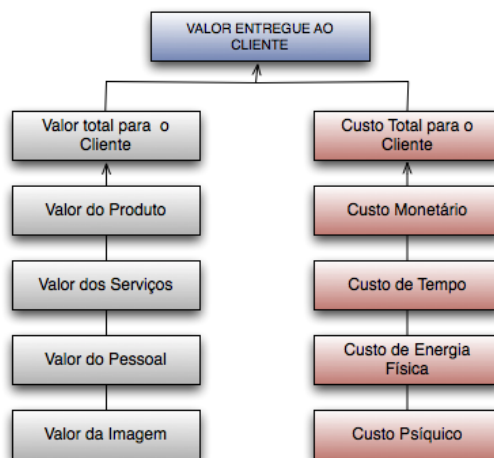 VALOR ENTREGUE AO
CLIENTE
Valor total para o
Cliente
Valor do Produto
Valor dos Serviços
Valor do Pessoal
Valor da Imagem
Custo Total para o
Cliente
Custo Monetário
Custo de Tempo
Custo de Energia
Física
Custo Psíquico